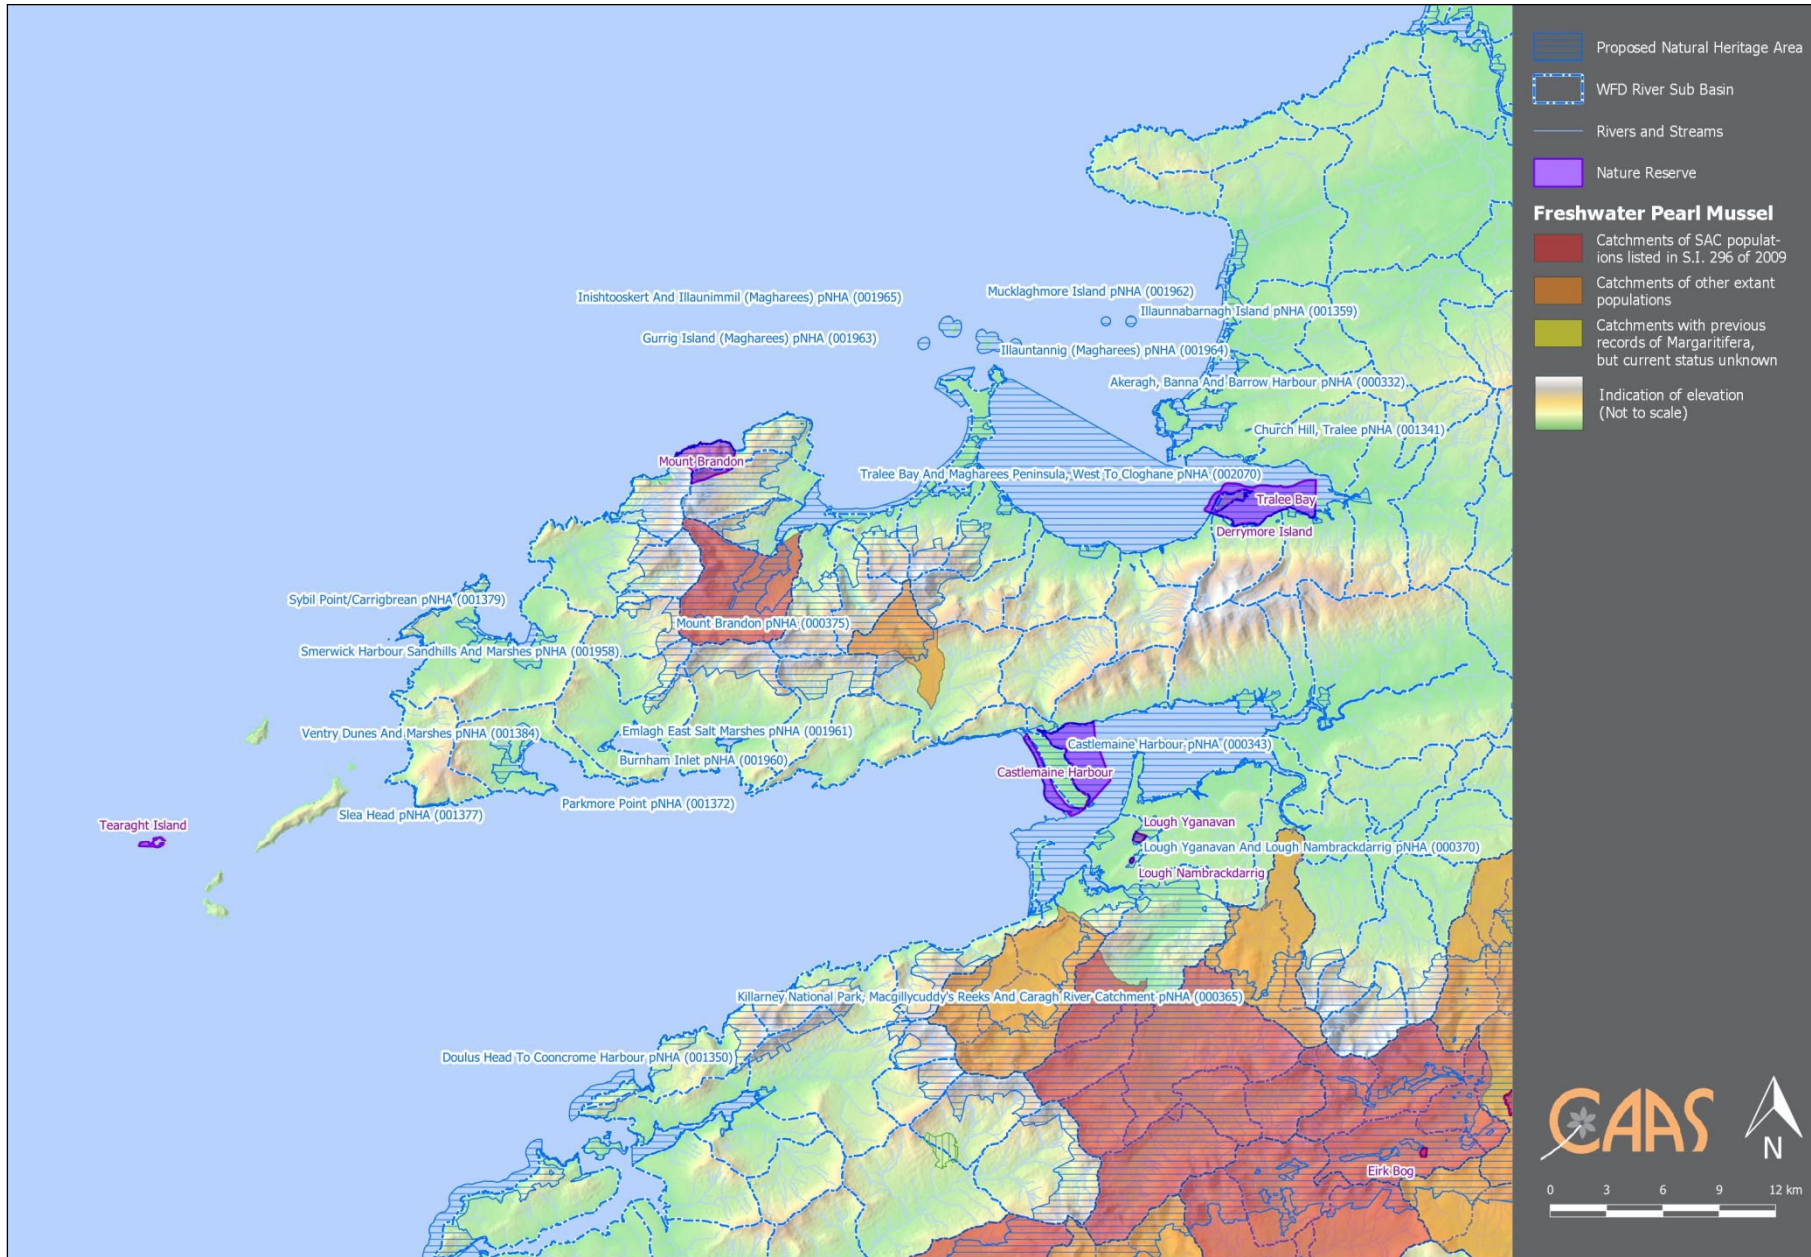 Inishtooskert And Illaunimmil (Magharees) pNHA (001965)
Mucklaghmore Island pNHA (001962)
Illaunnabarnagh Island pNHA (001359)
Gurrig Island (Magharees) pNHA (001963)
Illauntannig (Magharees) pNHA (001964)
Akeragh, Banna And Barrow Harbour pNHA (000332)
Church Hill, Tralee pNHA (001341)
Mount Brandon
Tralee Bay And Magharees Peninsula, West To Cloghane pNHA (002070)
Tralee Bay
Derrymore Island
Sybil Point/Carrigbrean pNHA (001379)
Mount Brandon pNHA (000375)
Smerwick Harbour Sandhills And Marshes pNHA (001958)
Ventry Dunes And Marshes pNHA (001384)
Emlagh East Salt Marshes pNHA (001961)
Castlemaine Harbour pNHA (000343)
Burnham Inlet pNHA (001960)
Castlemaine Harbour
Parkmore Point pNHA (001372)
Slea Head pNHA (001377)
Tearaght Island
Lough Yganavan
Lough Yganavan And Lough Nambrackdarrig pNHA (000370)
Lough Nambrackdarrig
Killarney National Park, Macgillycuddy's Reeks And Caragh River Catchment pNHA (000365)
Doulus Head To Cooncrome Harbour pNHA (001350)
Eirk Bog
Proposed Natural Heritage Area
WFD River Sub Basin
Rivers and Streams
Nature Reserve
Freshwater Pearl Mussel
Catchments of SAC populat-
ions listed in S.I. 296 of 2009
Catchments of other extant
populations
Catchments with previous
records of Margaritifera,
but current status unknown
Indication of elevation
(Not to scale)
CAAS
N
0 3 6 9 12 km